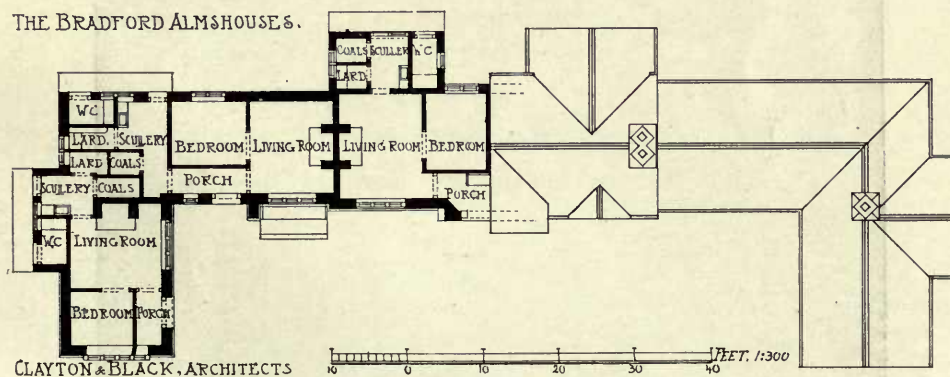 THE BRADFORD ALMSHOUSES.
COALS SCULLERY WC
LARD
WC
LARD. SCULLERY
LARD COALS
SCULLERY COALS
BEDROOM LIVING ROOM LIVING ROOM BEDROOM
PORCH PORCH
WC LIVING ROOM
BEDROOM PORCH
CLAYTON & BLACK, ARCHITECTS
10 0 10 20 30 40 FEET. 1:300